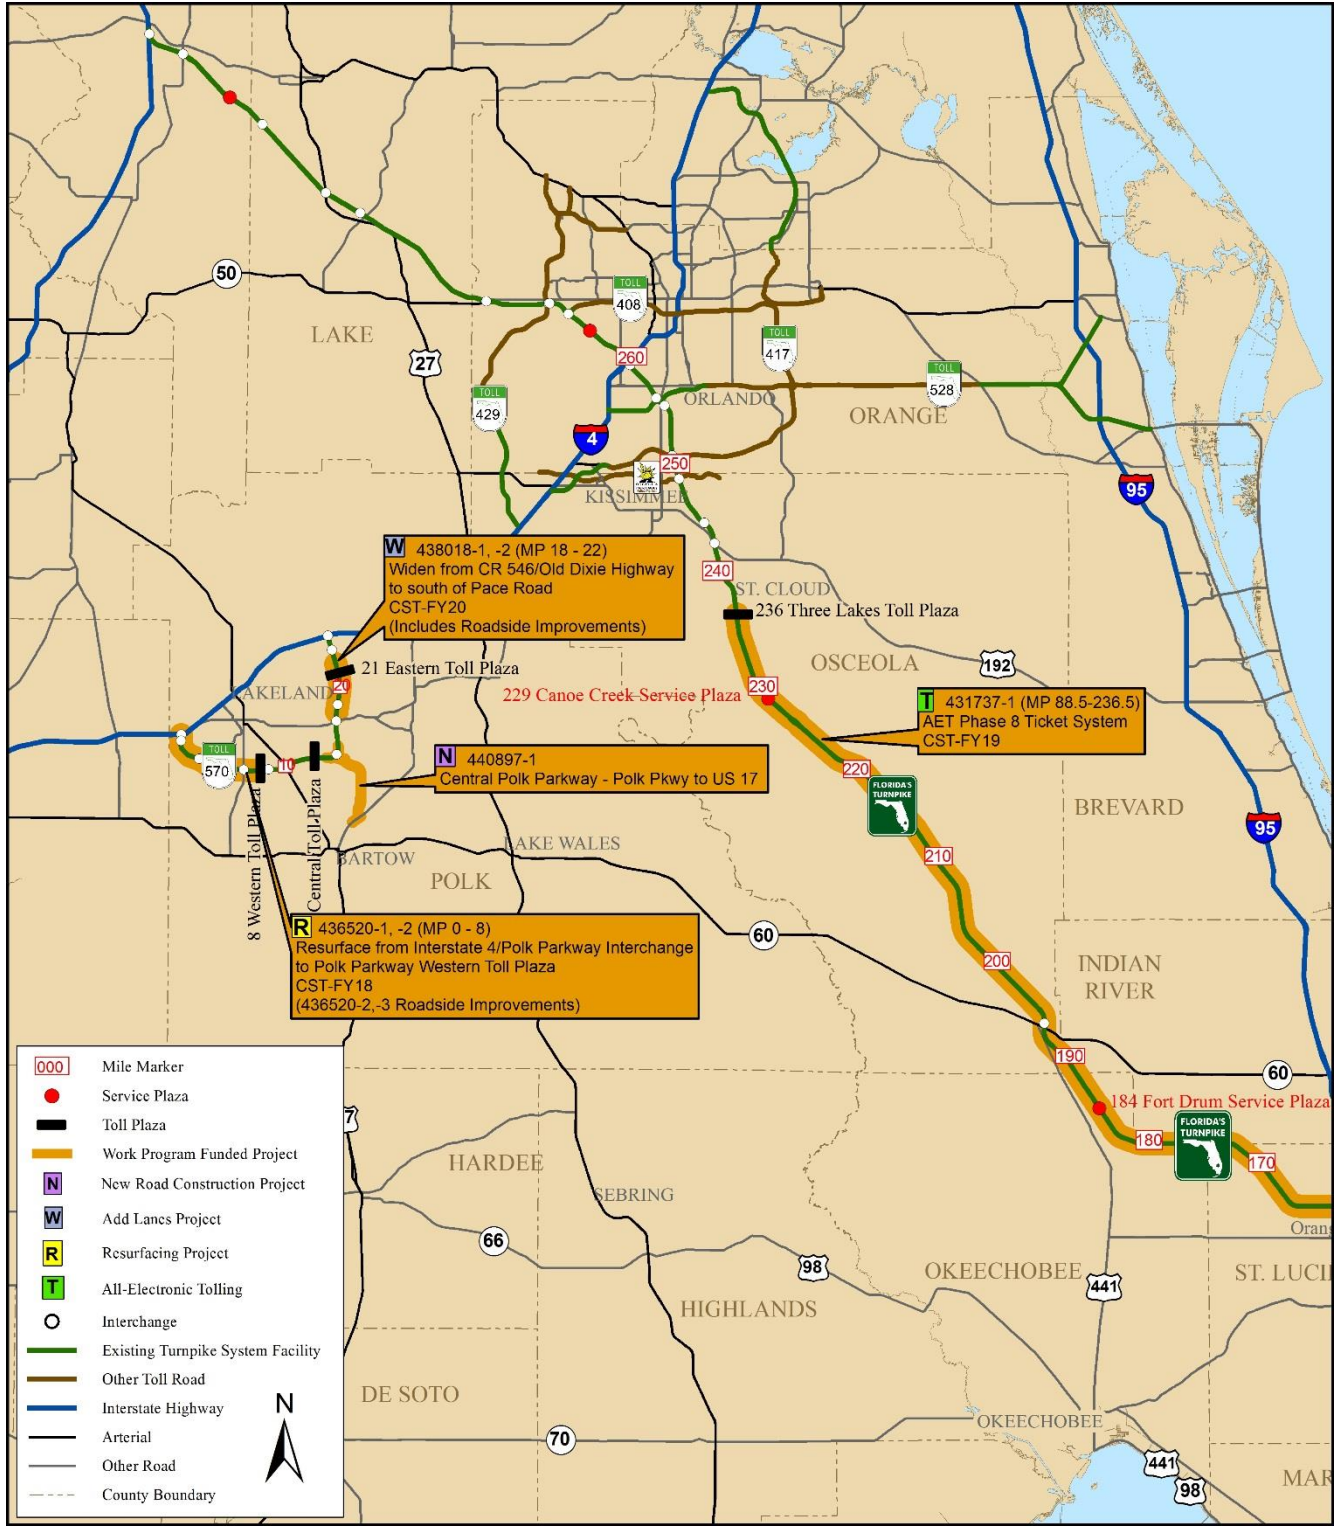 50
LAKE
27
TOLL
408
260
TOLL
417
TOLL
429
4
ORLANDO
ORANGE
TOLL
528
250
KISSIMMEE
95
W 438018-1, -2 (MP 18 - 22)
Widen from CR 546/Old Dixie Highway
to south of Pace Road
CST-FY20
(Includes Roadside Improvements)
240
ST. CLOUD
236 Three Lakes Toll Plaza
OSCEOLA
192
21 Eastern Toll Plaza
LAKELAND
20
229 Canoe Creek Service Plaza
230
T 431737-1 (MP 88.5-236.5)
AET Phase 8 Ticket System
CST-FY19
TOLL
570
10
N 440897-1
Central Polk Parkway - Polk Pkwy to US 17
220
FLORIDA'S
TURNPIKE
BREVARD
95
8 Western Toll Plaza
Central Toll Plaza
BARTOW
LAKE WALES
POLK
210
R 436520-1, -2 (MP 0 - 8)
Resurface from Interstate 4/Polk Parkway Interchange
to Polk Parkway Western Toll Plaza
CST-FY18
(436520-2,-3 Roadside Improvements)
60
200
INDIAN
RIVER
190
60
184 Fort Drum Service Plaza
180
FLORIDA'S
TURNPIKE
170
7
HARDEE
SEBRING
66
98
OKEECHOBEE
441
Oran
ST. LUCI
HIGHLANDS
DE SOTO
70
OKEECHOBEE
441
98
MAR
000 Mile Marker
Service Plaza
Toll Plaza
Work Program Funded Project
N New Road Construction Project
W Add Lanes Project
R Resurfacing Project
T All-Electronic Tolling
Interchange
Existing Turnpike System Facility
Other Toll Road
Interstate Highway
Arterial
Other Road
County Boundary
N